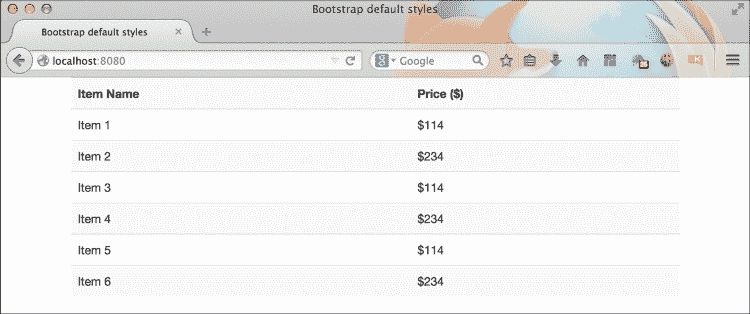 Bootstrap default styles
Bootstrap default styles
localhost:8080
Google
Item Name Price ($)
Item 1 $114
Item 2 $234
Item 3 $114
Item 4 $234
Item 5 $114
Item 6 $234